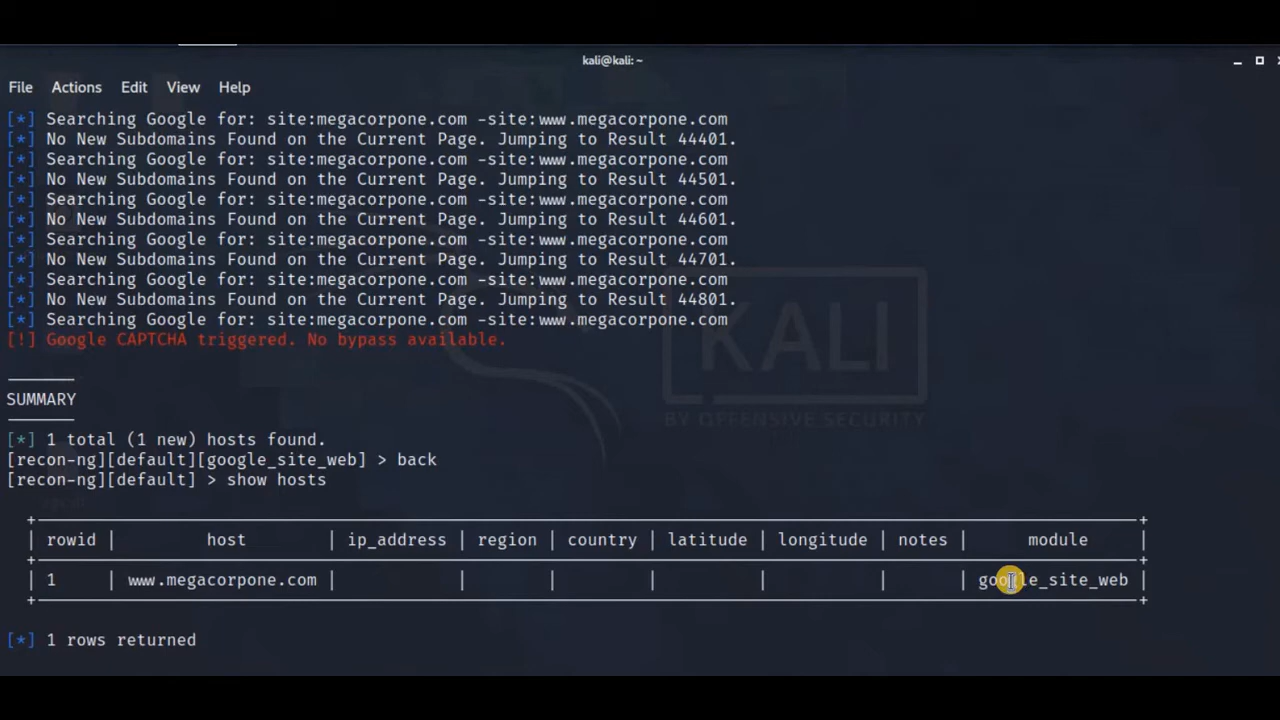 kali@kali: ~
File Actions Edit View Help
[*] Searching Google for: site:megacorpone.com -site:www.megacorpone.com
[*] No New Subdomains Found on the Current Page. Jumping to Result 44401.
[*] Searching Google for: site:megacorpone.com -site:www.megacorpone.com
[*] No New Subdomains Found on the Current Page. Jumping to Result 44501.
[*] Searching Google for: site:megacorpone.com -site:www.megacorpone.com
[*] No New Subdomains Found on the Current Page. Jumping to Result 44601.
[*] Searching Google for: site:megacorpone.com -site:www.megacorpone.com
[*] No New Subdomains Found on the Current Page. Jumping to Result 44701.
[*] Searching Google for: site:megacorpone.com -site:www.megacorpone.com
[*] No New Subdomains Found on the Current Page. Jumping to Result 44801.
[*] Searching Google for: site:megacorpone.com -site:www.megacorpone.com
[!] Google CAPTCHA triggered. No bypass available.
KALI
BY OFFENSIVE SECURITY
SUMMARY
[*] 1 total (1 new) hosts found.
[recon-ng][default][google_site_web] > back
[recon-ng][default] > show hosts
| rowid | host | ip_address | region | country | latitude | longitude | notes | module |
| 1 | www.megacorpone.com | | | | | | | google_site_web |
[*] 1 rows returned